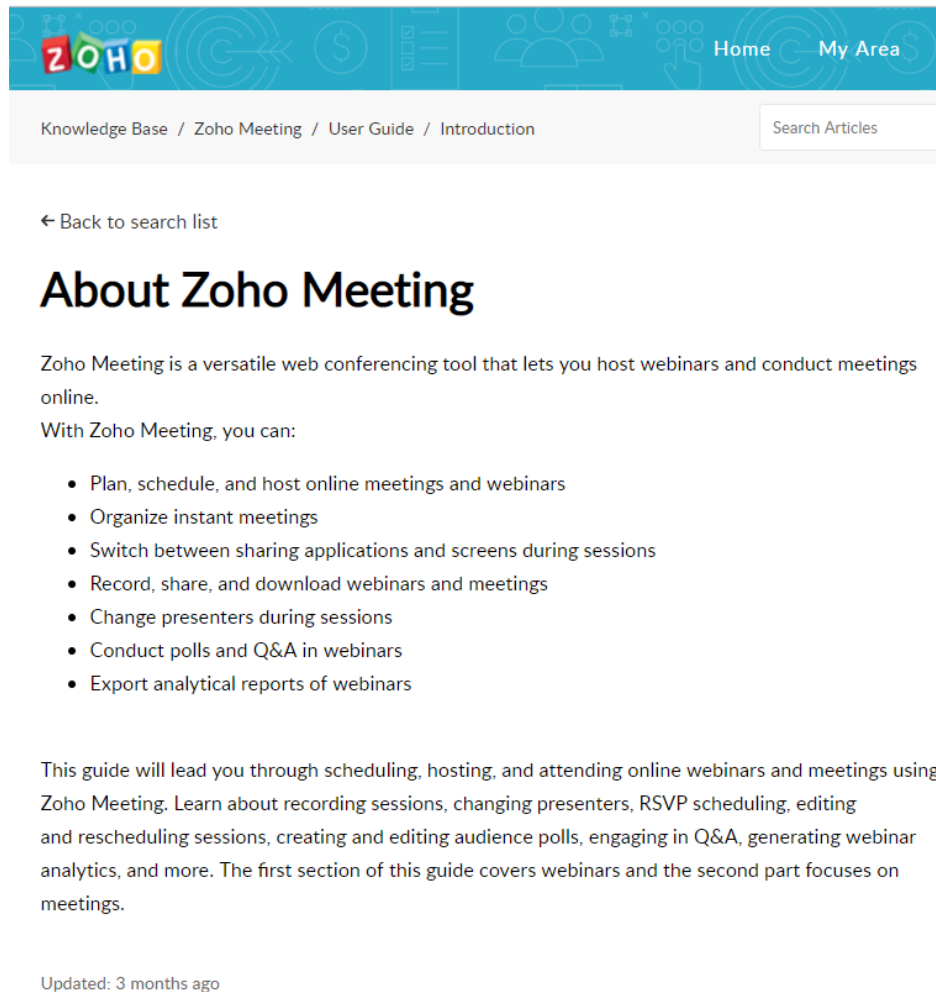 ZOHO
Home My Area
Knowledge Base / Zoho Meeting / User Guide / Introduction
Search Articles
← Back to search list
About Zoho Meeting
Zoho Meeting is a versatile web conferencing tool that lets you host webinars and conduct meetings
online.
With Zoho Meeting, you can:
• Plan, schedule, and host online meetings and webinars
• Organize instant meetings
• Switch between sharing applications and screens during sessions
• Record, share, and download webinars and meetings
• Change presenters during sessions
• Conduct polls and Q&A in webinars
• Export analytical reports of webinars
This guide will lead you through scheduling, hosting, and attending online webinars and meetings using
Zoho Meeting. Learn about recording sessions, changing presenters, RSVP scheduling, editing
and rescheduling sessions, creating and editing audience polls, engaging in Q&A, generating webinar
analytics, and more. The first section of this guide covers webinars and the second part focuses on
meetings.
Updated: 3 months ago